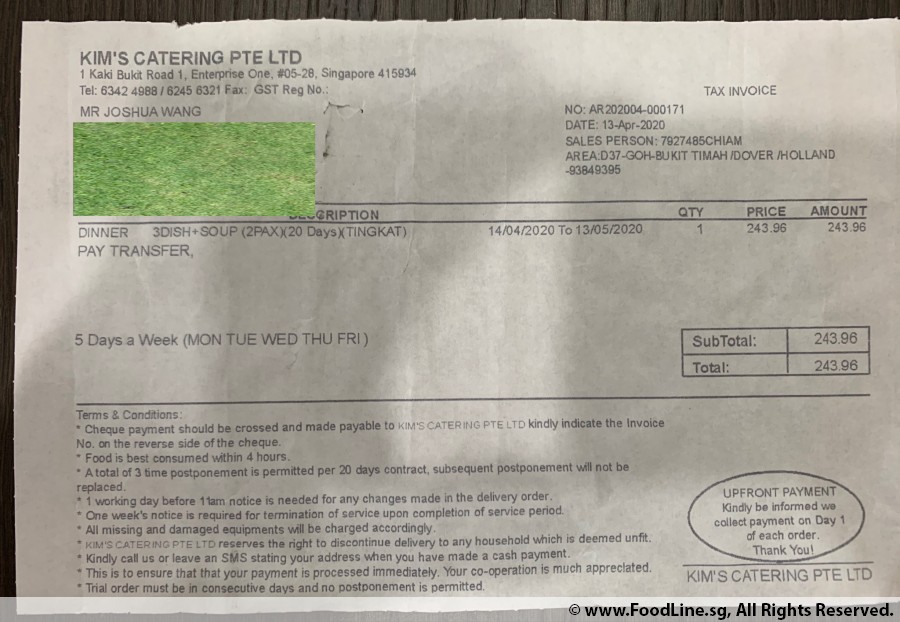 KIM'S CATERING PTE LTD
1 Kaki Bukit Road 1, Enterprise One, #05-28, Singapore 415934
Tel: 6342 4988 / 6245 6321 Fax: GST Reg No.:
MR JOSHUA WANG
TAX INVOICE
NO: AR202004-000171
DATE: 13-Apr-2020
SALES PERSON: 7927485CHIAM
AREA:D37-GOH-BUKIT TIMAH /DOVER /HOLLAND
-93849395
DESCRIPTION QTY PRICE AMOUNT
DINNER 3DISH+SOUP (2PAX)(20 Days)(TINGKAT) 14/04/2020 To 13/05/2020 1 243.96 243.96
PAY TRANSFER,
5 Days a Week (MON TUE WED THU FRI )
SubTotal: 243.96
Total: 243.96
Terms & Conditions:
* Cheque payment should be crossed and made payable to KIM'S CATERING PTE LTD kindly indicate the Invoice
No. on the reverse side of the cheque.
* Food is best consumed within 4 hours.
* A total of 3 time postponement is permitted per 20 days contract, subsequent postponement will not be
replaced.
* 1 working day before 11am notice is needed for any changes made in the delivery order.
* One week's notice is required for termination of service upon completion of service period.
* All missing and damaged equipments will be charged accordingly.
* KIM'S CATERING PTE LTD reserves the right to discontinue delivery to any household which is deemed unfit.
* Kindly call us or leave an SMS stating your address when you have made a cash payment.
* This is to ensure that that your payment is processed immediately. Your co-operation is much appreciated.
* Trial order must be in consecutive days and no postponement is permitted.
UPFRONT PAYMENT
Kindly be informed we
collect payment on Day 1
of each order.
Thank You!
KIM'S CATERING PTE LTD
© www.FoodLine.sg, All Rights Reserved.